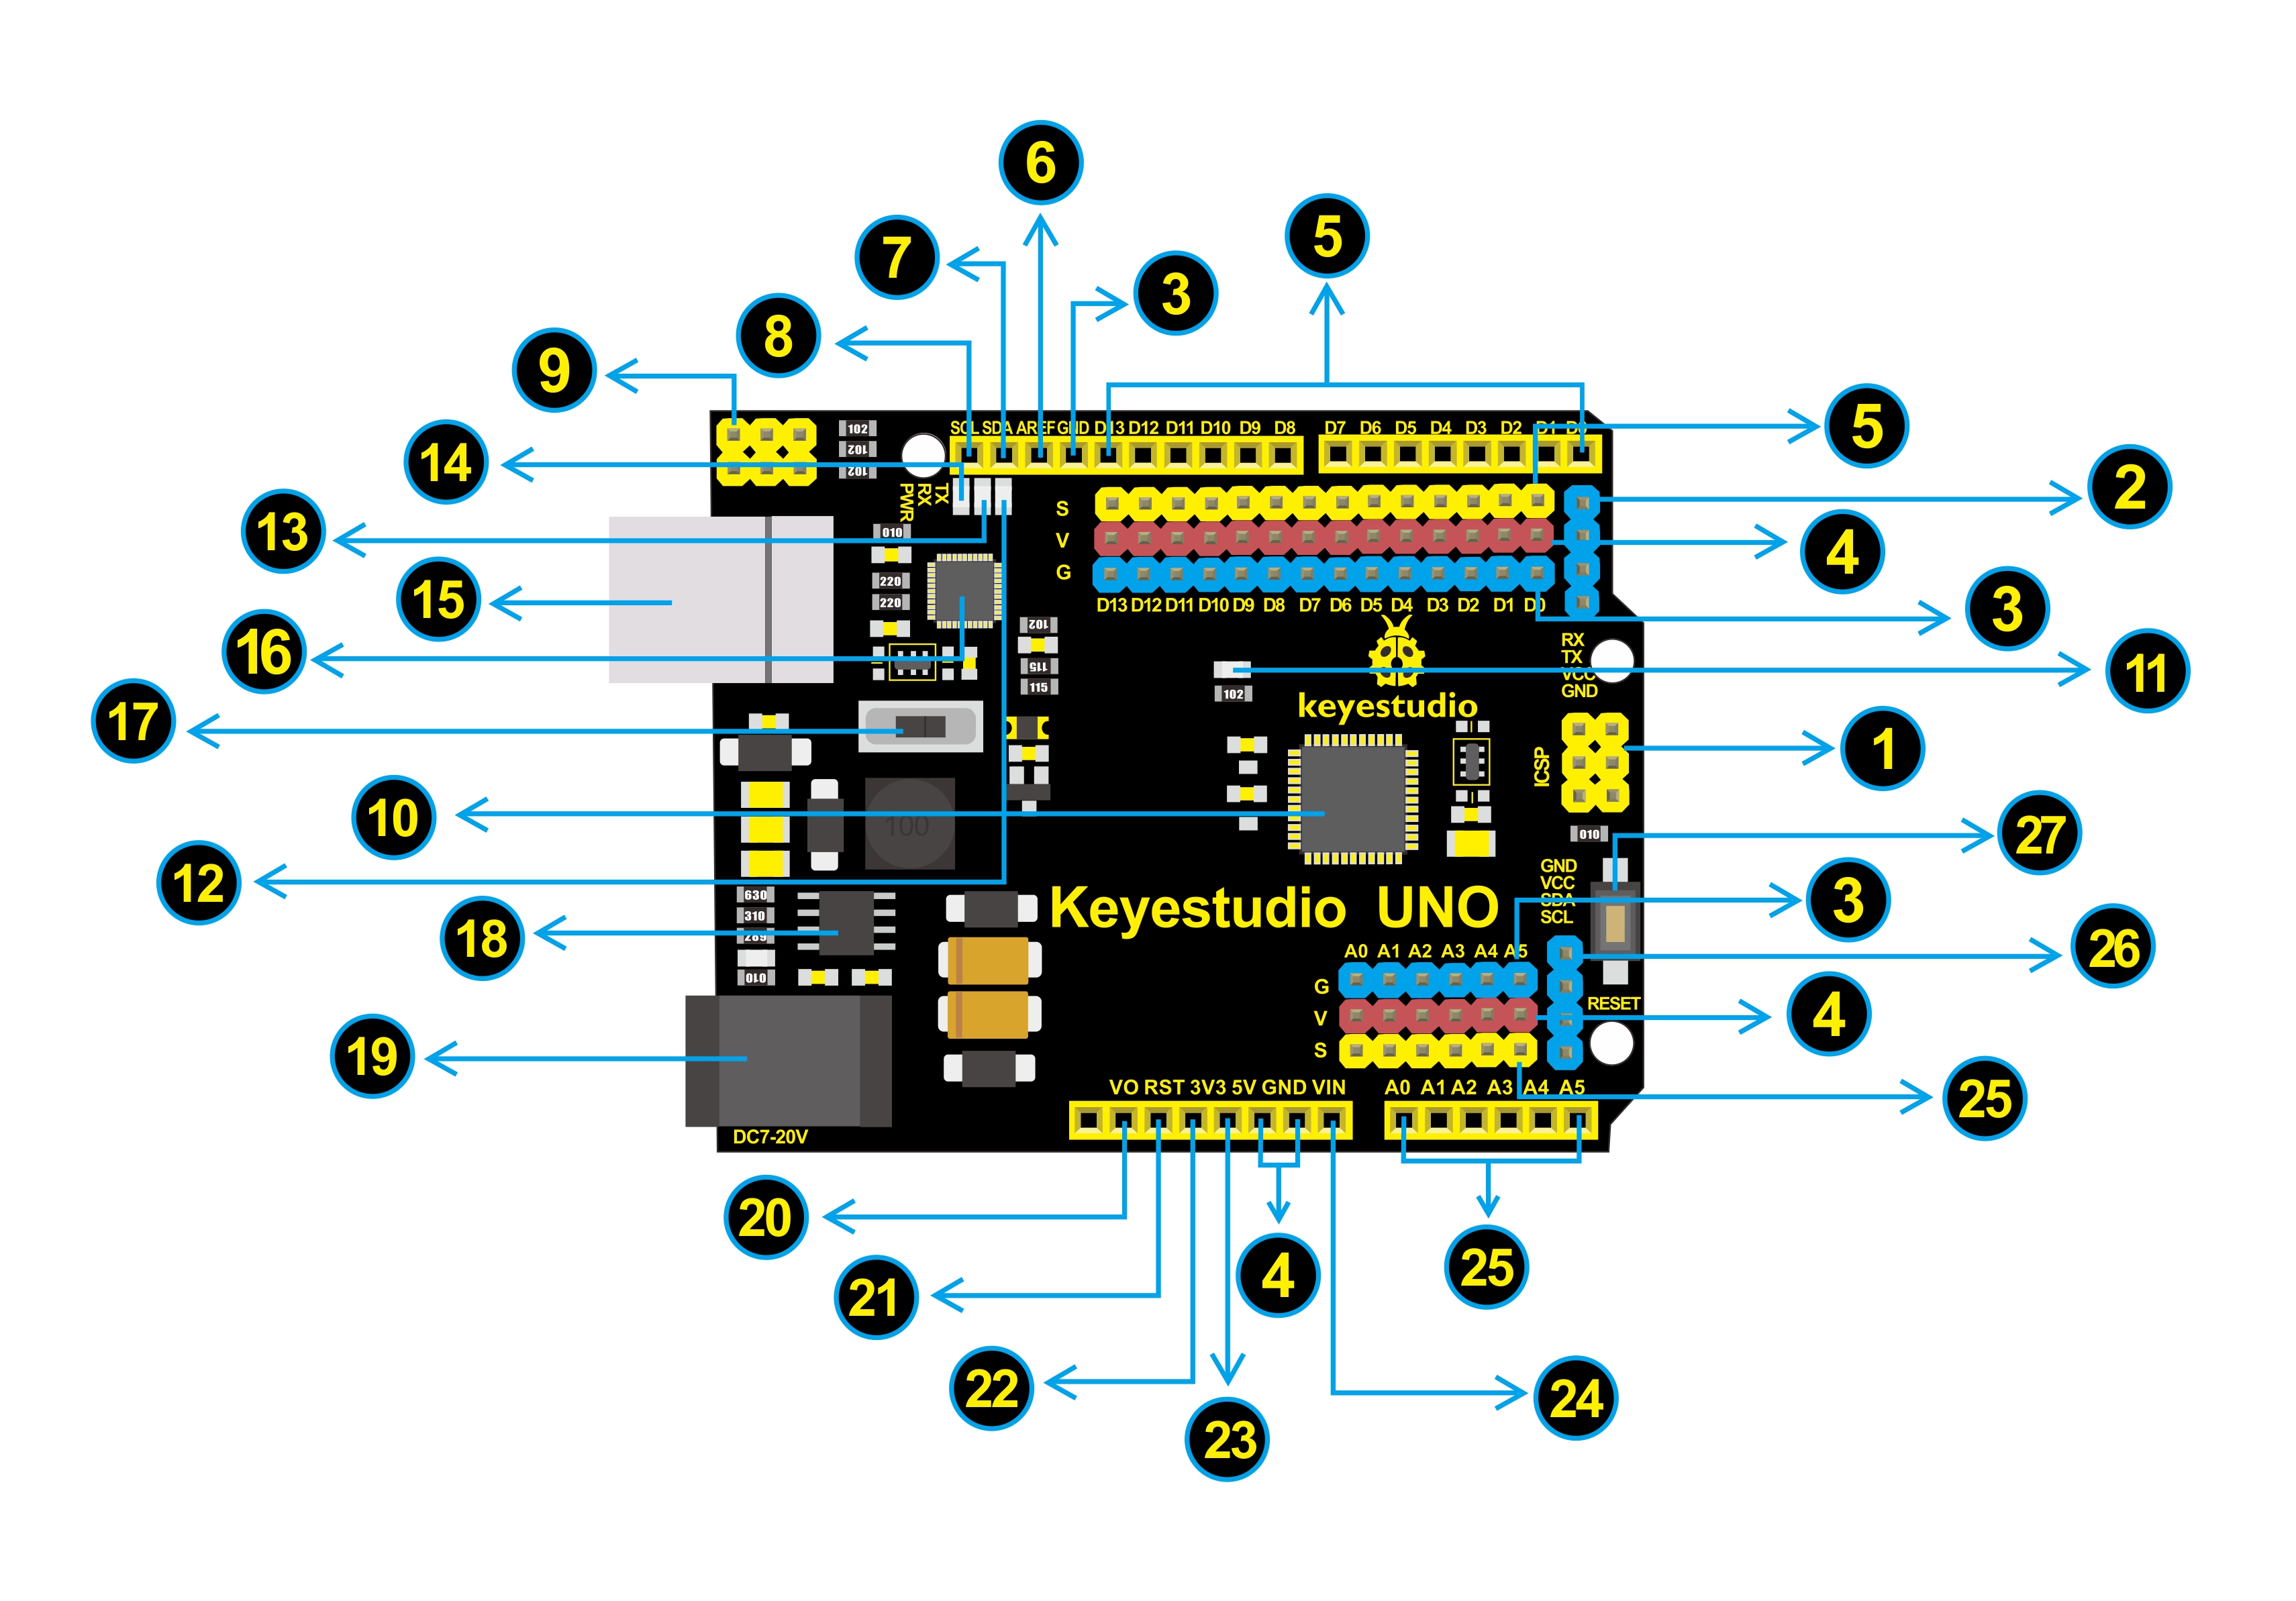 6
5
7
3
8
9
5
14
2
13
4
15
3
16
11
17
1
10
27
12
3
18
26
4
19
25
20
4
25
21
22
24
23
102
102
102
SCL SDA AREF GND D13 D12 D11 D10 D9 D8
D7 D6 D5 D4 D3 D2 D1 D0
TX
RX
PWR
S
V
G
D13 D12 D11 D10 D9 D8 D7 D6 D5 D4 D3 D2 D1 D0
010
220
220
102
115
115
102
RX
TX
VCC
GND
keyestudio
ICSP
010
100
GND
VCC
SDA
SCL
630
310
289
010
Keyestudio UNO
A0 A1 A2 A3 A4 A5
G
V
S
RESET
VO RST 3V3 5V GND VIN
A0 A1 A2 A3 A4 A5
DC7-20V